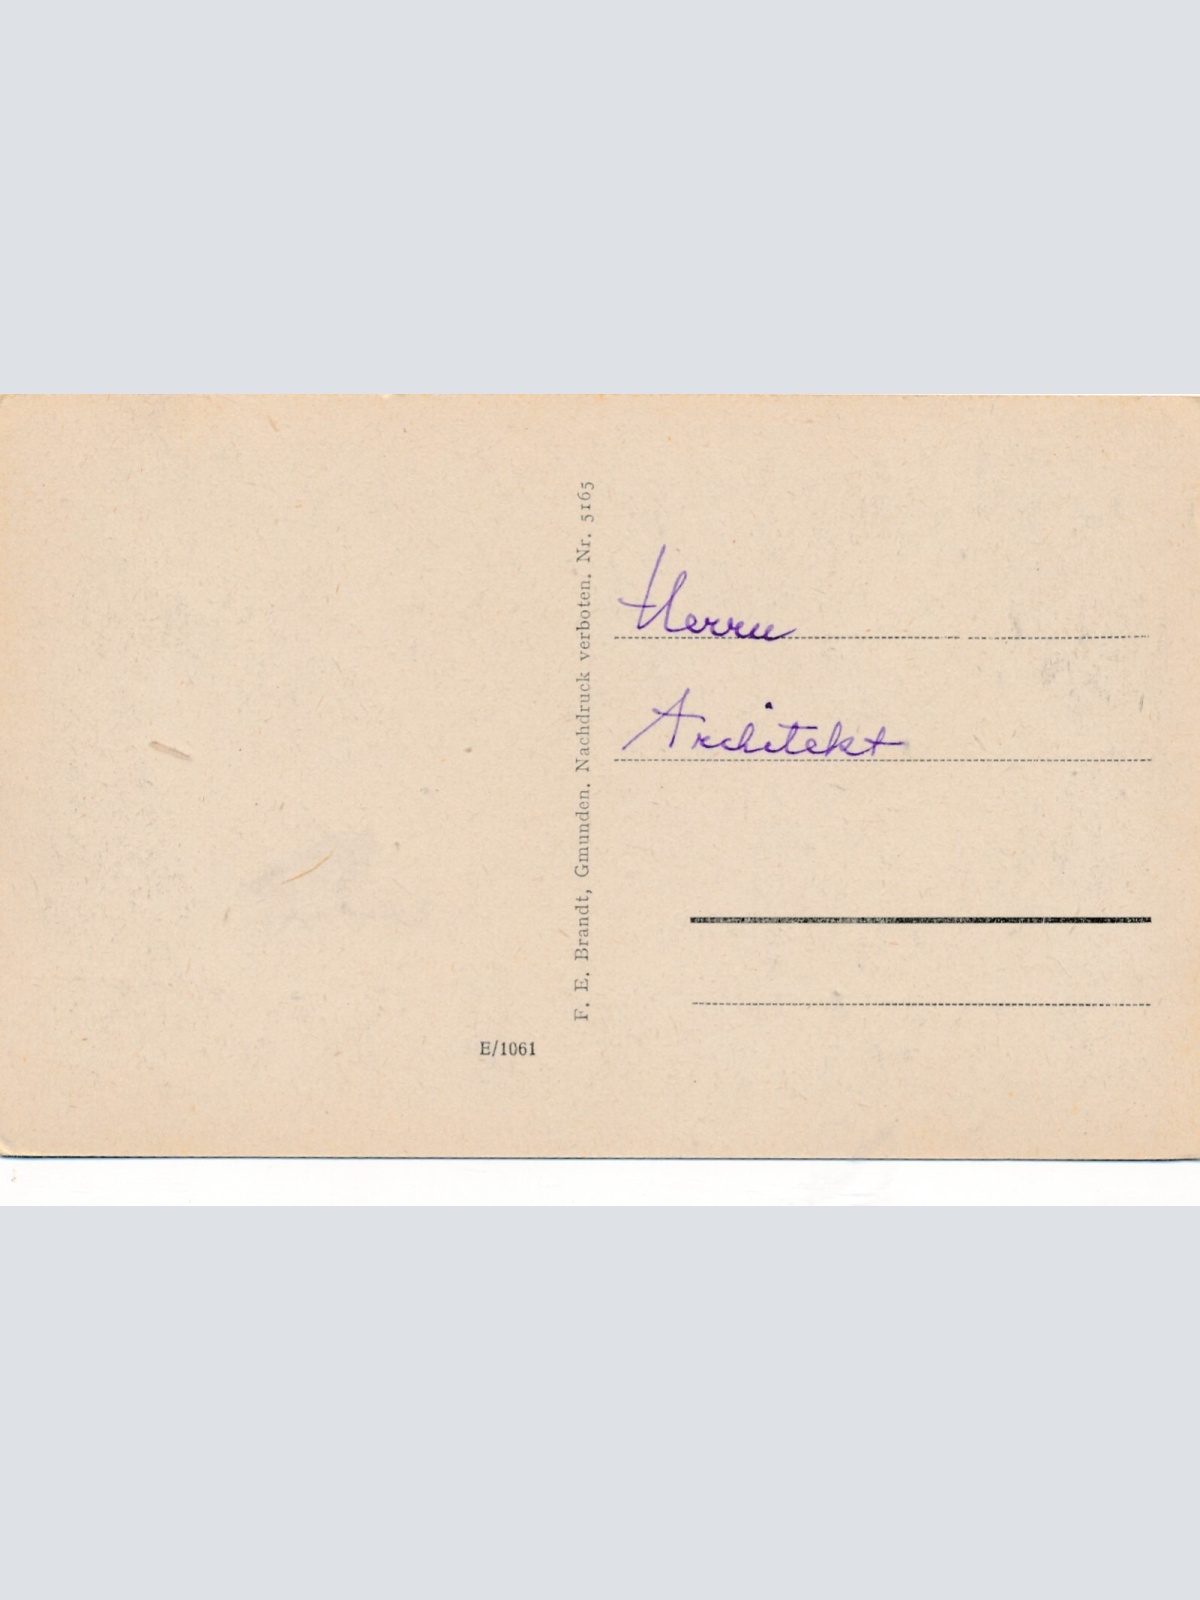 F. E. Brandt, Gmunden. Nachdruck verboten. Nr. 5165
Herrn
Architekt
E/1061